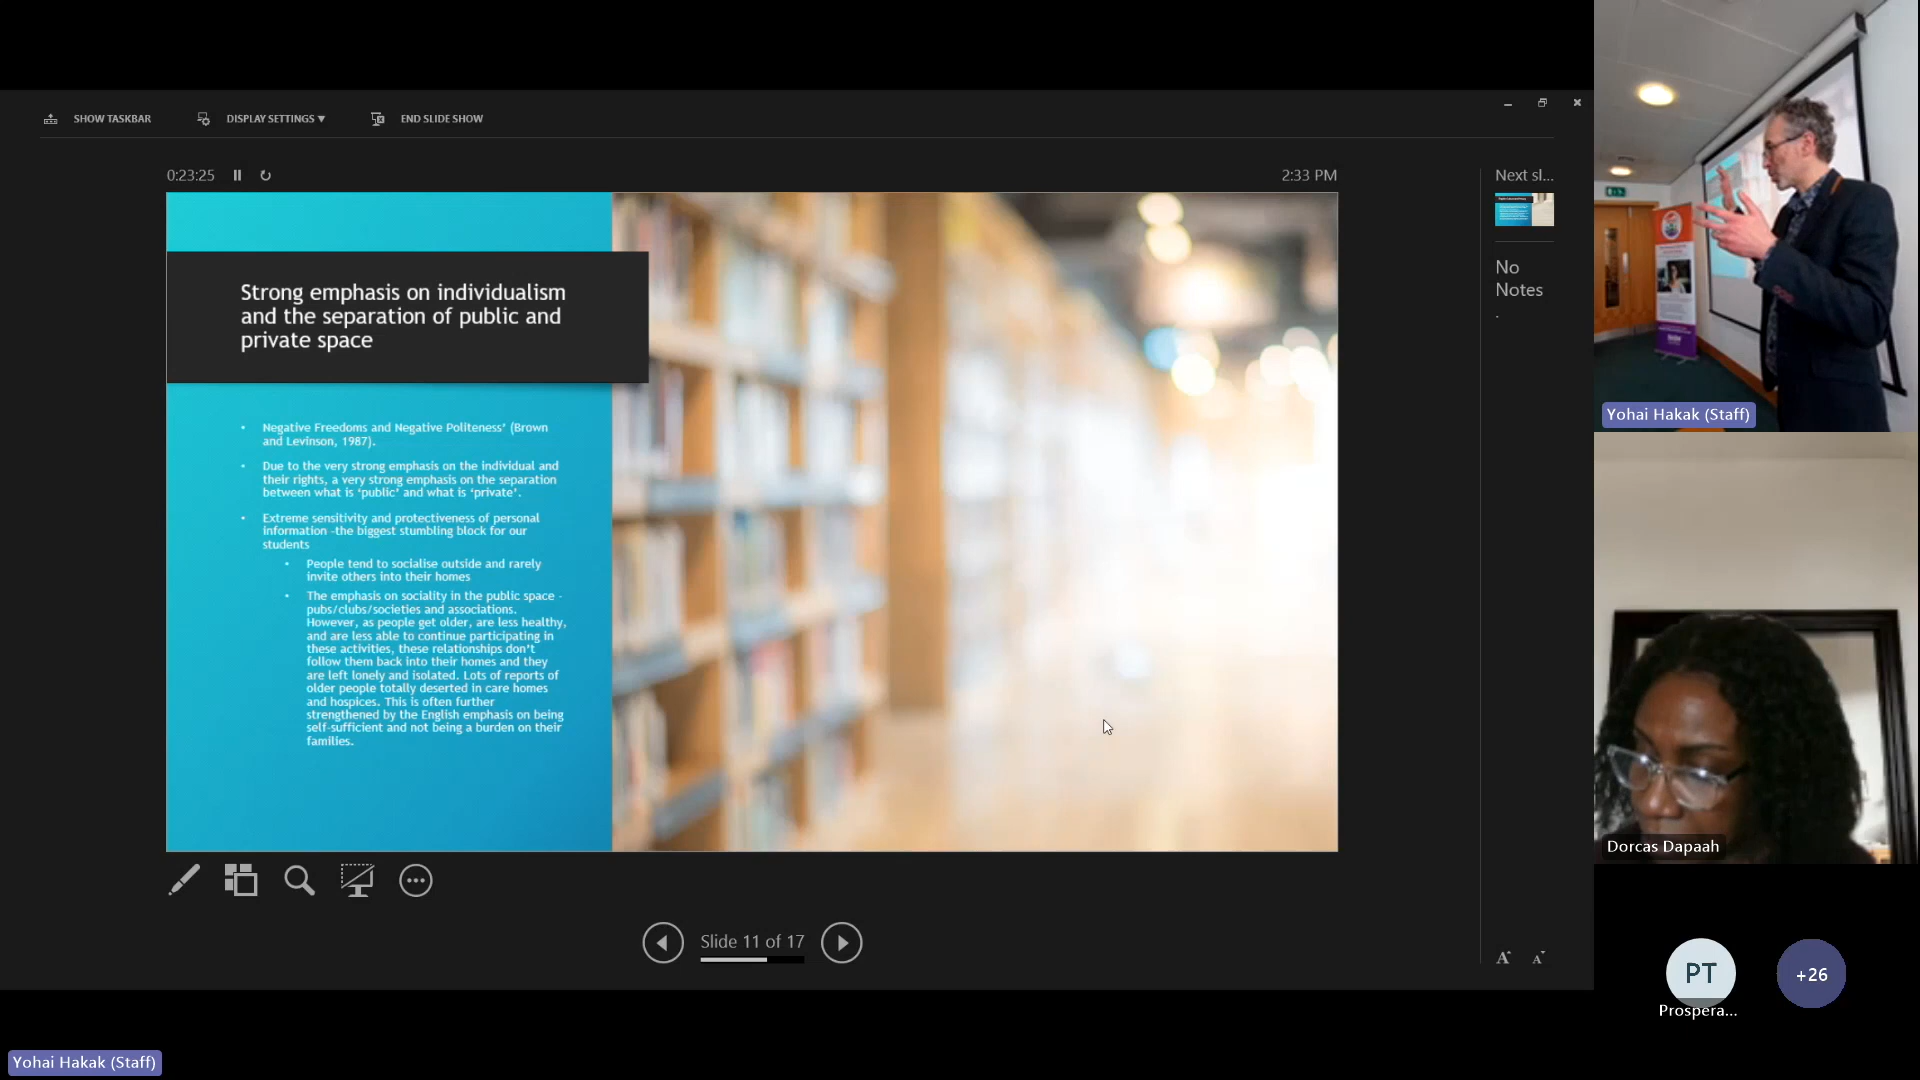 SHOW TASKBAR
DISPLAY SETTINGS ▼
END SLIDE SHOW
0:23:25
2:33 PM
Next sl...
Strong emphasis on individualism
and the separation of public and
private space
• Negative Freedoms and Negative Politeness’ (Brown
and Levinson, 1987).
• Due to the very strong emphasis on the individual and
their rights, a very strong emphasis on the separation
between what is ‘public’ and what is ‘private’.
• Extreme sensitivity and protectiveness of personal
information -the biggest stumbling block for our
students
• People tend to socialise outside and rarely
invite others into their homes
• The emphasis on sociality in the public space -
pubs/clubs/societies and associations.
However, as people get older, are less healthy,
and are less able to continue participating in
these activities, these relationships don’t
follow them back into their homes and they
are left lonely and isolated. Lots of reports of
older people totally deserted in care homes
and hospices. This is often further
strengthened by the English emphasis on being
self-sufficient and not being a burden on their
families.
No
Notes
.
Slide 11 of 17
A A
Yohai Hakak (Staff)
Dorcas Dapaah
PT
Prospera...
+26
Yohai Hakak (Staff)